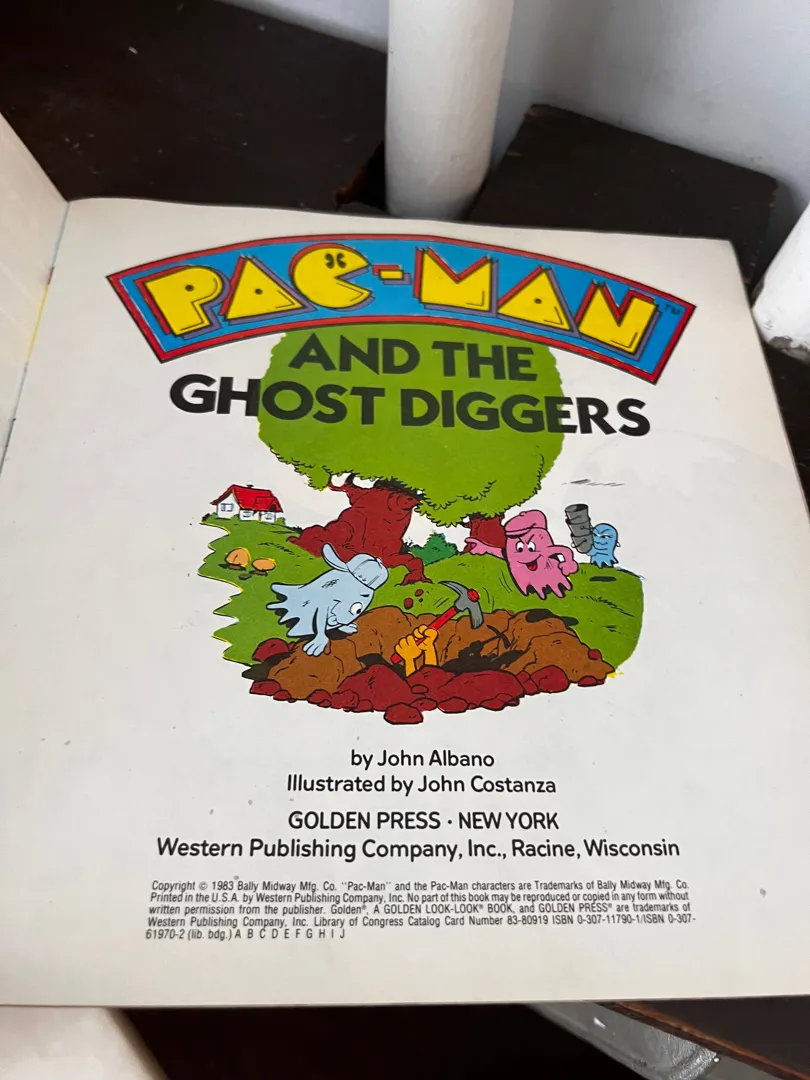 PAC-MAN™
AND THE
GHOST DIGGERS
by John Albano
Illustrated by John Costanza
GOLDEN PRESS · NEW YORK
Western Publishing Company, Inc., Racine, Wisconsin
Copyright © 1983 Bally Midway Mfg. Co. "Pac-Man" and the Pac-Man characters are Trademarks of Bally Midway Mfg. Co.
Printed in the U.S.A. by Western Publishing Company, Inc. No part of this book may be reproduced or copied in any form without
written permission from the publisher. Golden®, A GOLDEN LOOK-LOOK® BOOK, and GOLDEN PRESS® are trademarks of
Western Publishing Company, Inc. Library of Congress Catalog Card Number 83-80919 ISBN 0-307-11790-1/ISBN 0-307-
61970-2 (lib. bdg.) A B C D E F G H I J